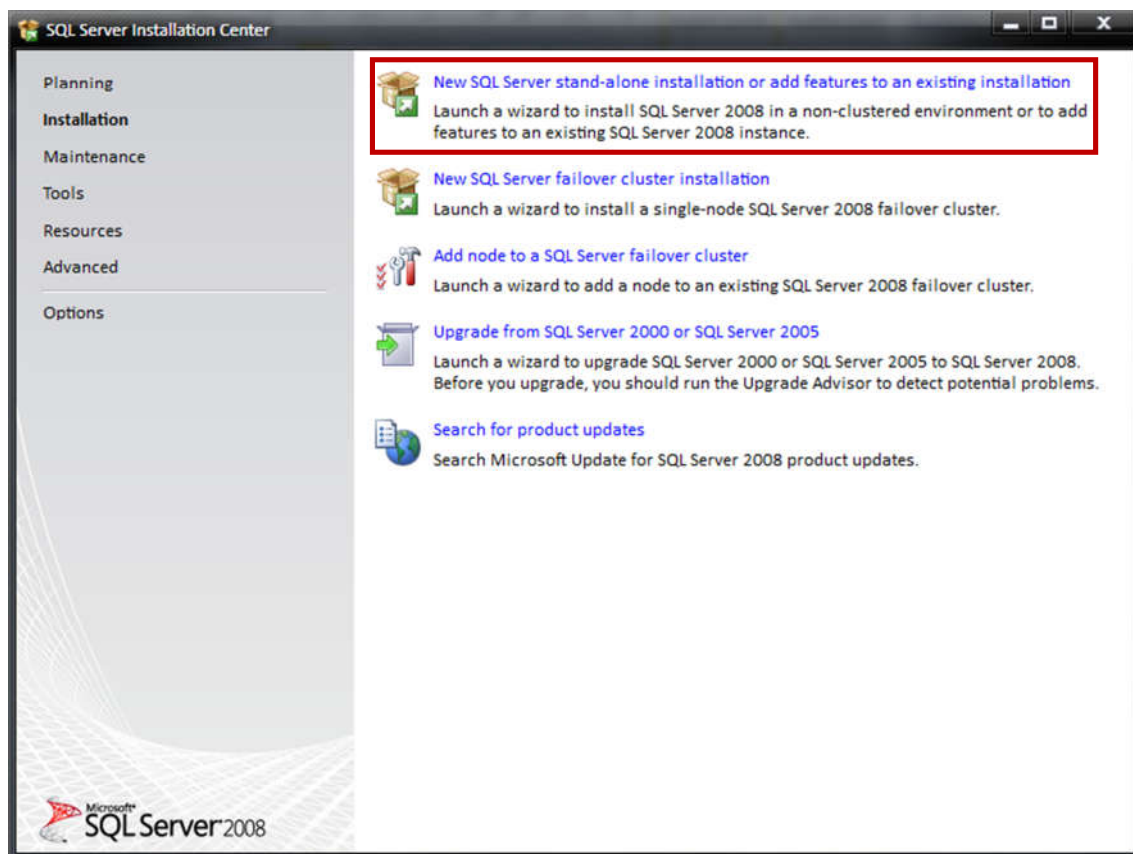 SQL Server Installation Center
Planning
Installation
Maintenance
Tools
Resources
Advanced
Options
New SQL Server stand-alone installation or add features to an existing installation
Launch a wizard to install SQL Server 2008 in a non-clustered environment or to add
features to an existing SQL Server 2008 instance.
New SQL Server failover cluster installation
Launch a wizard to install a single-node SQL Server 2008 failover cluster.
Add node to a SQL Server failover cluster
Launch a wizard to add a node to an existing SQL Server 2008 failover cluster.
Upgrade from SQL Server 2000 or SQL Server 2005
Launch a wizard to upgrade SQL Server 2000 or SQL Server 2005 to SQL Server 2008.
Before you upgrade, you should run the Upgrade Advisor to detect potential problems.
Search for product updates
Search Microsoft Update for SQL Server 2008 product updates.
Microsoft®
SQL Server 2008